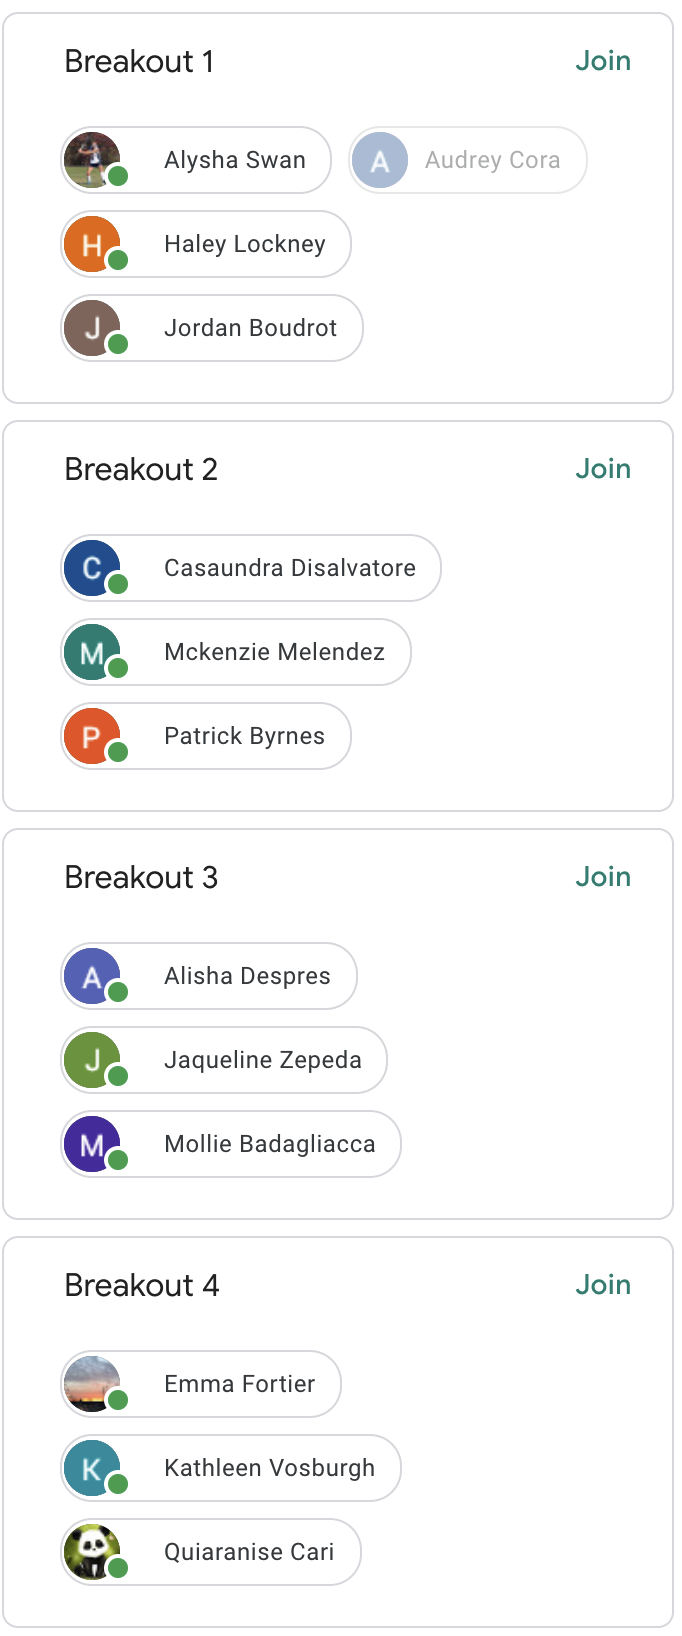 Breakout 1 Join
Alysha Swan A Audrey Cora
H Haley Lockney
J Jordan Boudrot
Breakout 2 Join
C Casaundra Disalvatore
M Mckenzie Melendez
P Patrick Byrnes
Breakout 3 Join
A Alisha Despres
J Jaqueline Zepeda
M Mollie Badagliacca
Breakout 4 Join
Emma Fortier
K Kathleen Vosburgh
Quiaranise Cari